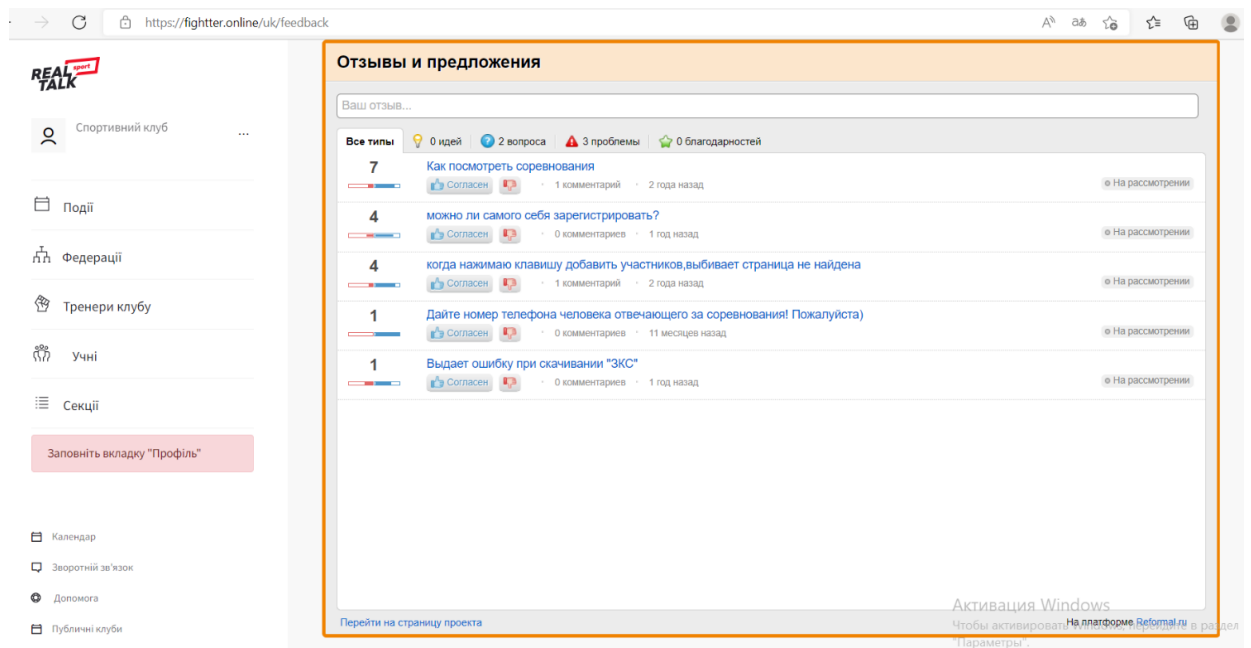 https://fightter.online/uk/feedback
REAL sport
TALK
Спортивний клуб
...
Події
Федерації
Тренери клубу
Учні
Секції
Заповніть вкладку "Профіль"
Календар
Зворотній зв'язок
Допомога
Публичні клуби
Отзывы и предложения
Ваш отзыв...
Все типы 0 идей 2 вопроса 3 проблемы 0 благодарностей
7 Как посмотреть соревнования
Согласен · 1 комментарий · 2 года назад На рассмотрении
4 можно ли самого себя зарегистрировать?
Согласен · 0 комментариев · 1 год назад На рассмотрении
4 когда нажимаю клавишу добавить участников,выбивает страница не найдена
Согласен · 1 комментарий · 2 года назад На рассмотрении
1 Дайте номер телефона человека отвечающего за соревнования! Пожалуйста)
Согласен · 0 комментариев · 11 месяцев назад На рассмотрении
1 Выдает ошибку при скачивании "ЗКС"
Согласен · 0 комментариев · 1 год назад На рассмотрении
Перейти на страницу проекта
На платформе Reformal.ru
Активация Windows
Чтобы активировать Windows, перейдите в раздел
"Параметры".